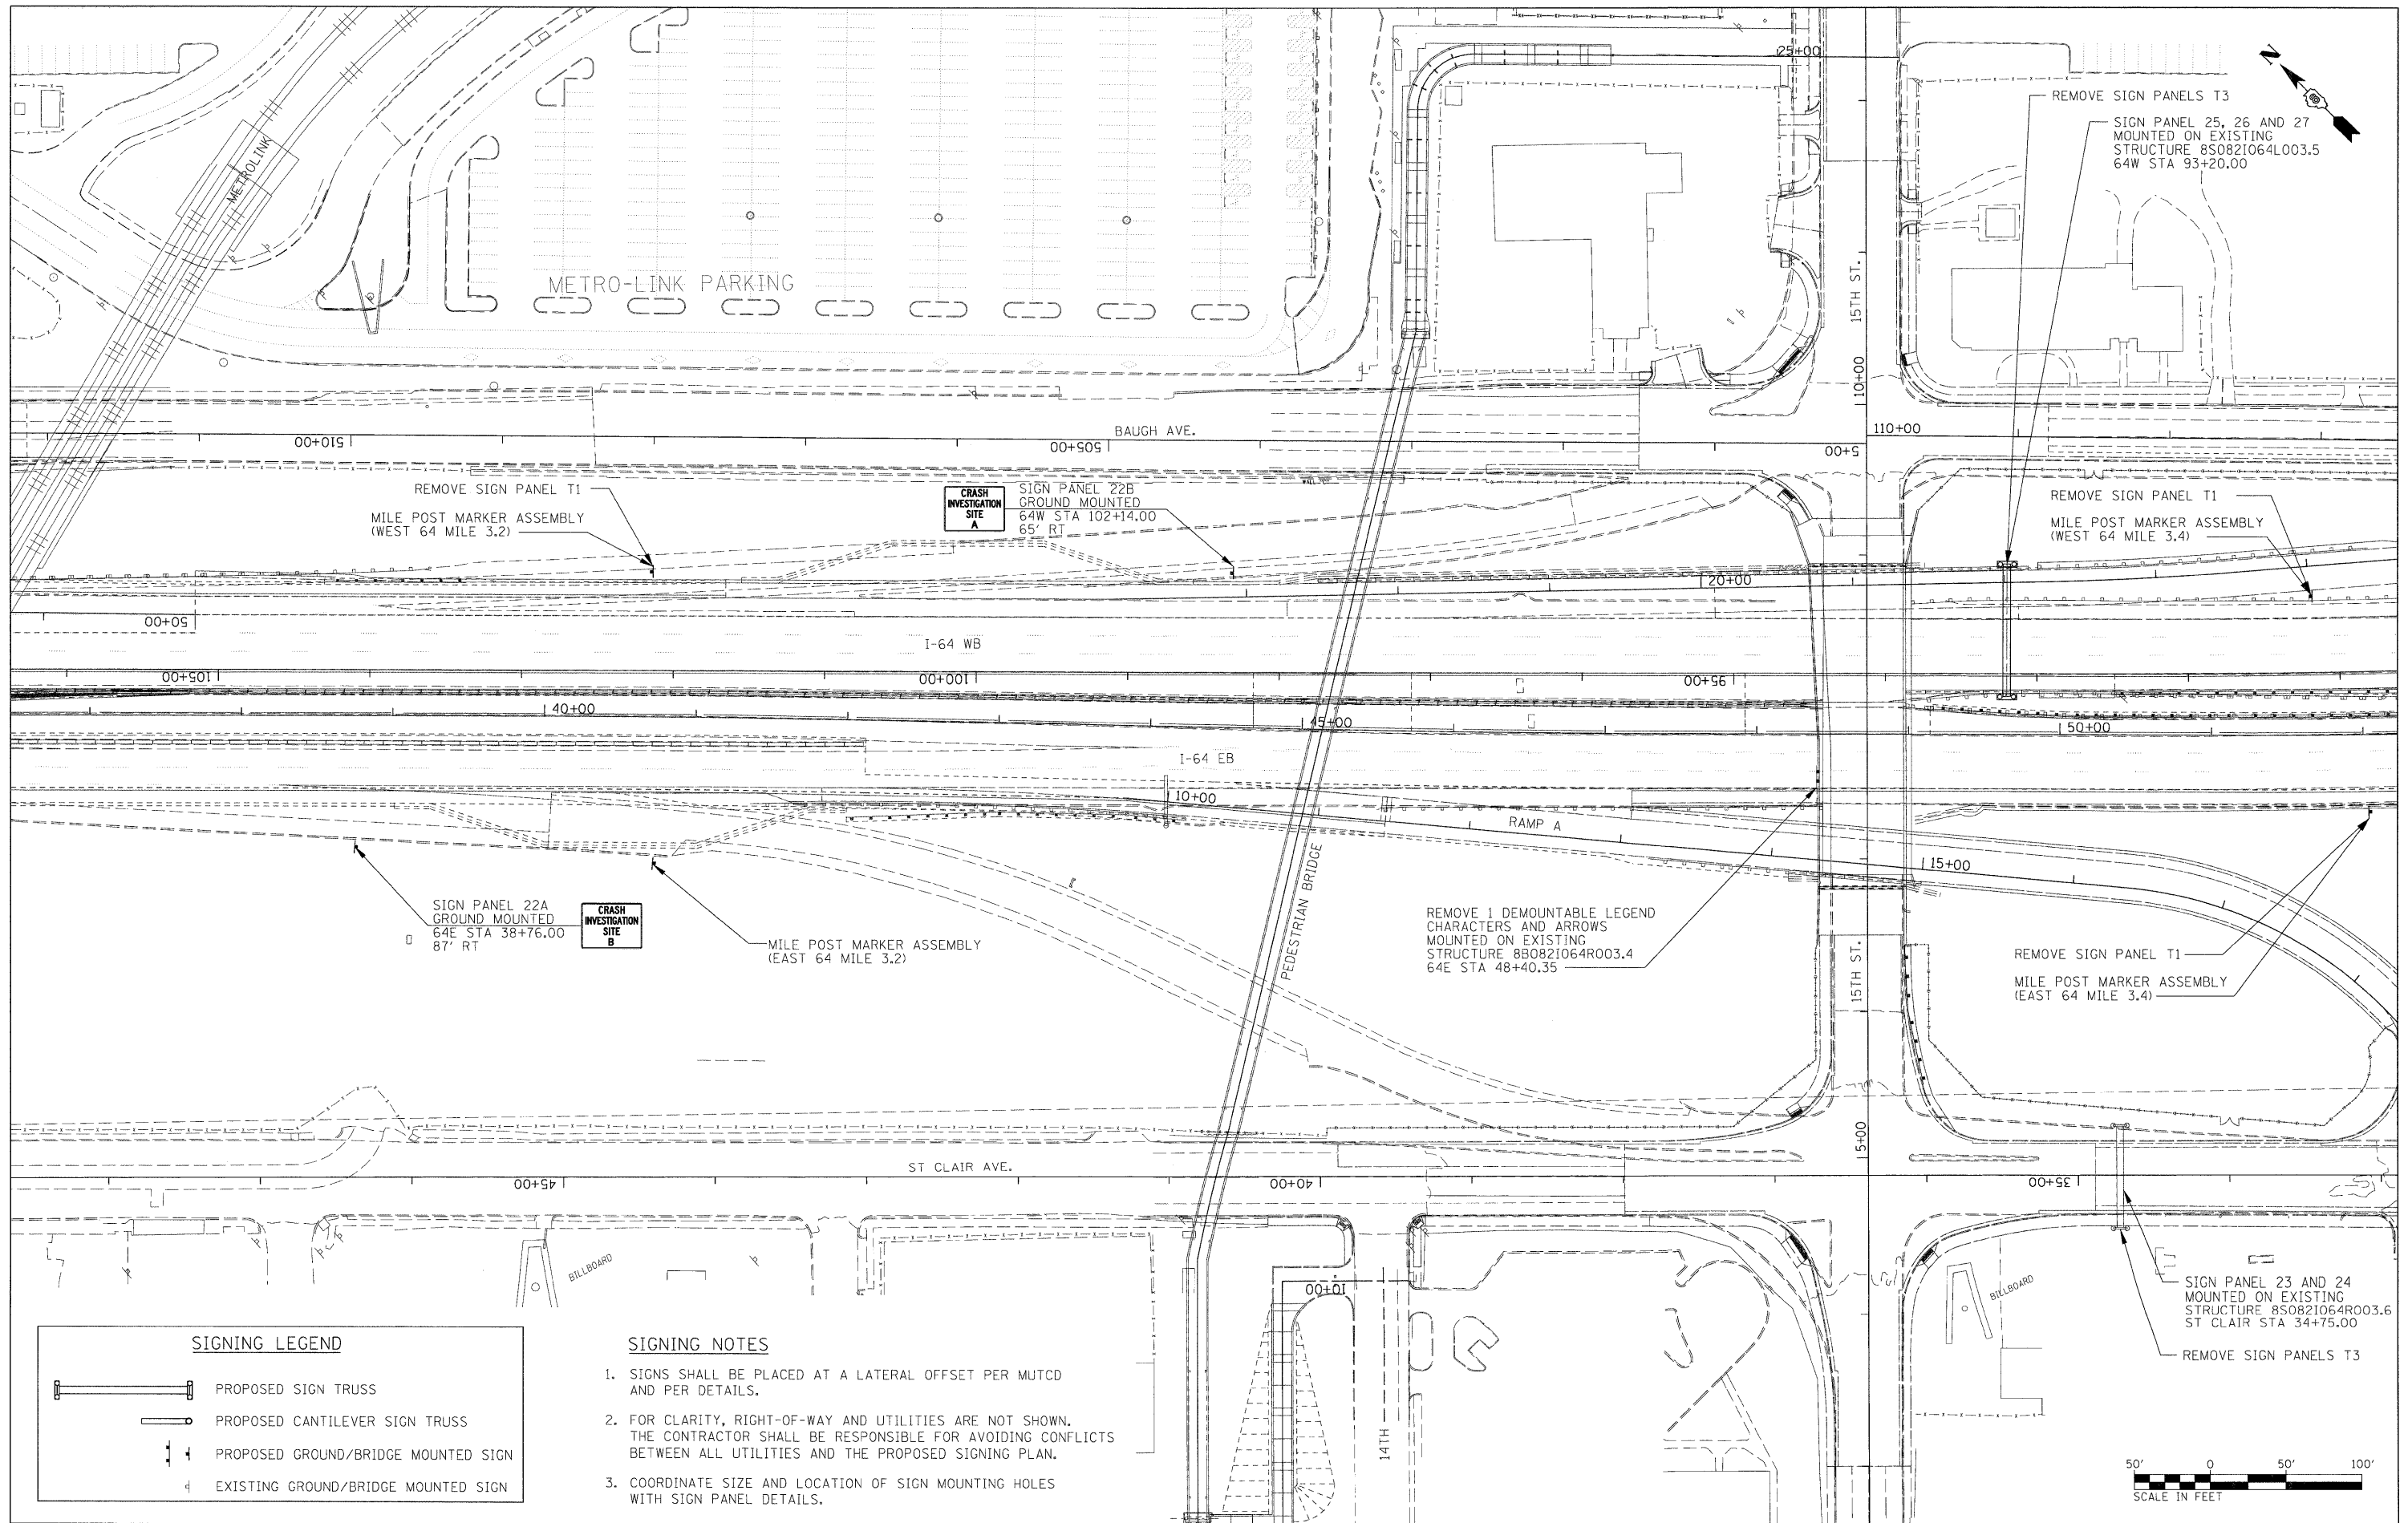 25+00
N
REMOVE SIGN PANELS T3
SIGN PANEL 25, 26 AND 27
MOUNTED ON EXISTING
STRUCTURE 8S082I064L003.5
64W STA 93+20.00
METROLINK
METRO-LINK PARKING
15TH ST.
10+00
BAUGH AVE.
510+00
505+00
5+00
110+00
REMOVE SIGN PANEL T1
MILE POST MARKER ASSEMBLY
(WEST 64 MILE 3.2)
CRASH
INVESTIGATION
SITE
A
SIGN PANEL 22B
GROUND MOUNTED
64W STA 102+14.00
65' RT
REMOVE SIGN PANEL T1
MILE POST MARKER ASSEMBLY
(WEST 64 MILE 3.4)
20+00
50+00
I-64 WB
105+00
100+00
95+00
40+00
45+00
50+00
I-64 EB
10+00
RAMP A
15+00
PEDESTRIAN BRIDGE
SIGN PANEL 22A
GROUND MOUNTED
64E STA 38+76.00
87' RT
CRASH
INVESTIGATION
SITE
B
MILE POST MARKER ASSEMBLY
(EAST 64 MILE 3.2)
REMOVE 1 DEMOUNTABLE LEGEND
CHARACTERS AND ARROWS
MOUNTED ON EXISTING
STRUCTURE 8B082I064R003.4
64E STA 48+40.35
15TH ST.
REMOVE SIGN PANEL T1
MILE POST MARKER ASSEMBLY
(EAST 64 MILE 3.4)
5+00
ST CLAIR AVE.
45+00
40+00
35+00
BILLBOARD
10+00
14TH
BILLBOARD
SIGN PANEL 23 AND 24
MOUNTED ON EXISTING
STRUCTURE 8S082I064R003.6
ST CLAIR STA 34+75.00
REMOVE SIGN PANELS T3
SIGNING LEGEND
PROPOSED SIGN TRUSS
PROPOSED CANTILEVER SIGN TRUSS
PROPOSED GROUND/BRIDGE MOUNTED SIGN
EXISTING GROUND/BRIDGE MOUNTED SIGN
SIGNING NOTES
1. SIGNS SHALL BE PLACED AT A LATERAL OFFSET PER MUTCD
AND PER DETAILS.
2. FOR CLARITY, RIGHT-OF-WAY AND UTILITIES ARE NOT SHOWN.
THE CONTRACTOR SHALL BE RESPONSIBLE FOR AVOIDING CONFLICTS
BETWEEN ALL UTILITIES AND THE PROPOSED SIGNING PLAN.
3. COORDINATE SIZE AND LOCATION OF SIGN MOUNTING HOLES
WITH SIGN PANEL DETAILS.
50' 0 50' 100'
SCALE IN FEET